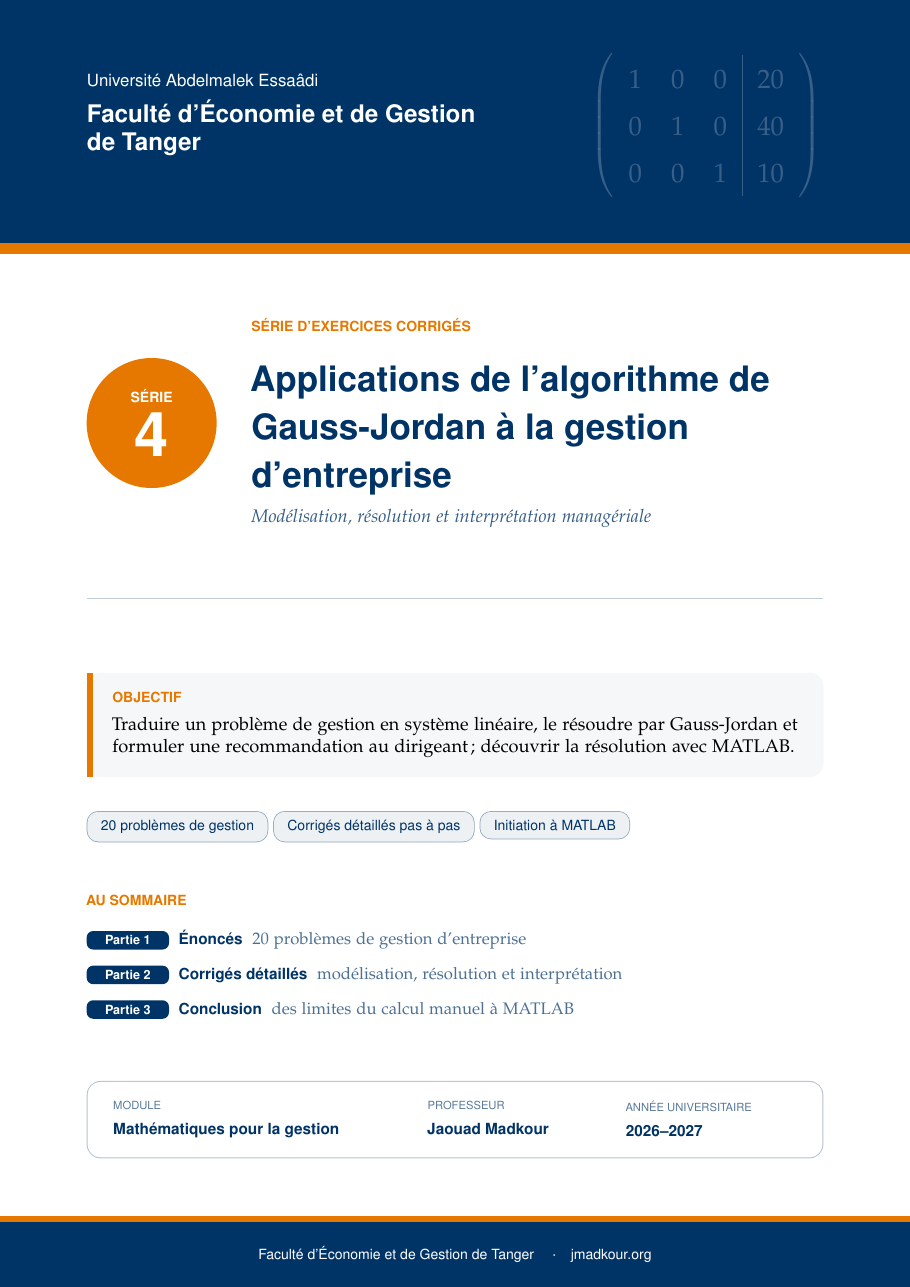 Université Abdelmalek Essaâdi
Faculté d’Économie et de Gestion
de Tanger
1 0 0 20
0 1 0 40
0 0 1 10
SÉRIE D’EXERCICES CORRIGÉS
SÉRIE
4
Applications de l’algorithme de
Gauss-Jordan à la gestion
d’entreprise
Modélisation, résolution et interprétation managériale
OBJECTIF
Traduire un problème de gestion en système linéaire, le résoudre par Gauss-Jordan et
formuler une recommandation au dirigeant ; découvrir la résolution avec MATLAB.
20 problèmes de gestion Corrigés détaillés pas à pas Initiation à MATLAB
AU SOMMAIRE
Partie 1 Énoncés 20 problèmes de gestion d’entreprise
Partie 2 Corrigés détaillés modélisation, résolution et interprétation
Partie 3 Conclusion des limites du calcul manuel à MATLAB
MODULE PROFESSEUR ANNÉE UNIVERSITAIRE
Mathématiques pour la gestion Jaouad Madkour 2026–2027
Faculté d’Économie et de Gestion de Tanger · jmadkour.org